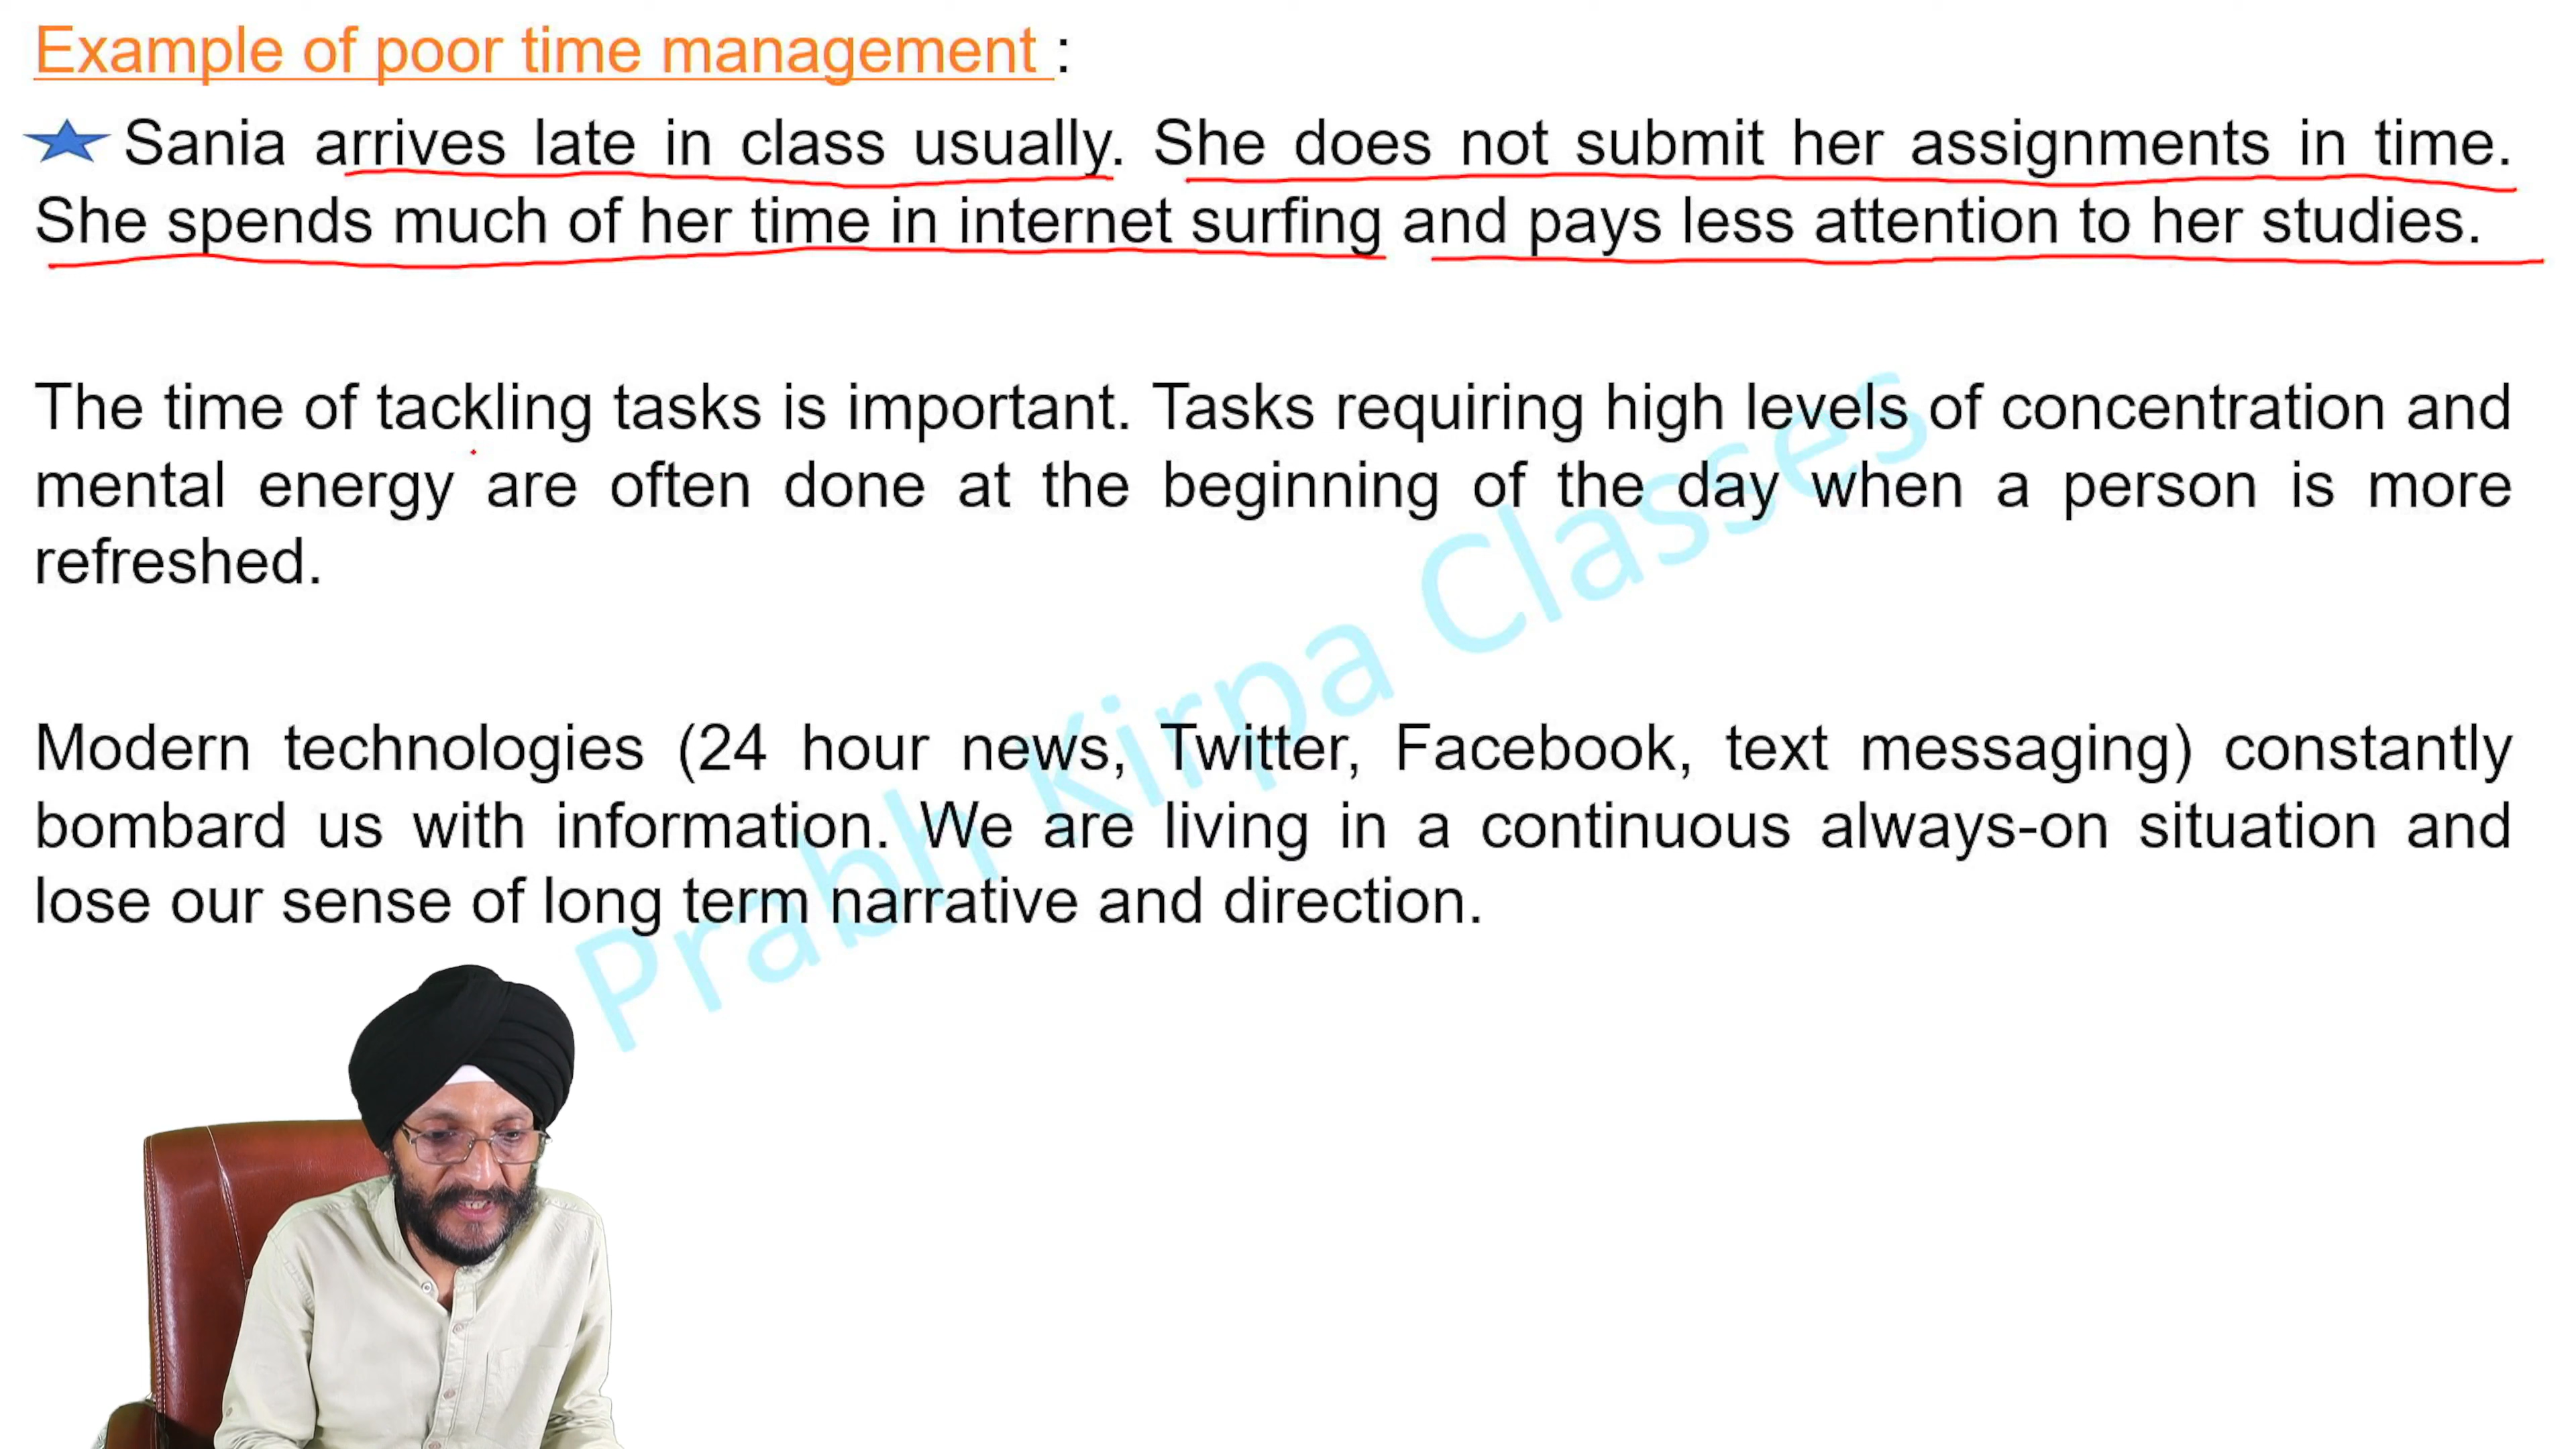 Example of poor time management :
Sania arrives late in class usually. She does not submit her assignments in time.
She spends much of her time in internet surfing and pays less attention to her studies.
The time of tackling tasks is important. Tasks requiring high levels of concentration and
mental energy are often done at the beginning of the day when a person is more
refreshed.
Modern technologies (24 hour news, Twitter, Facebook, text messaging) constantly
bombard us with information. We are living in a continuous always-on situation and
lose our sense of long term narrative and direction.
Prabh Kirpa Classes